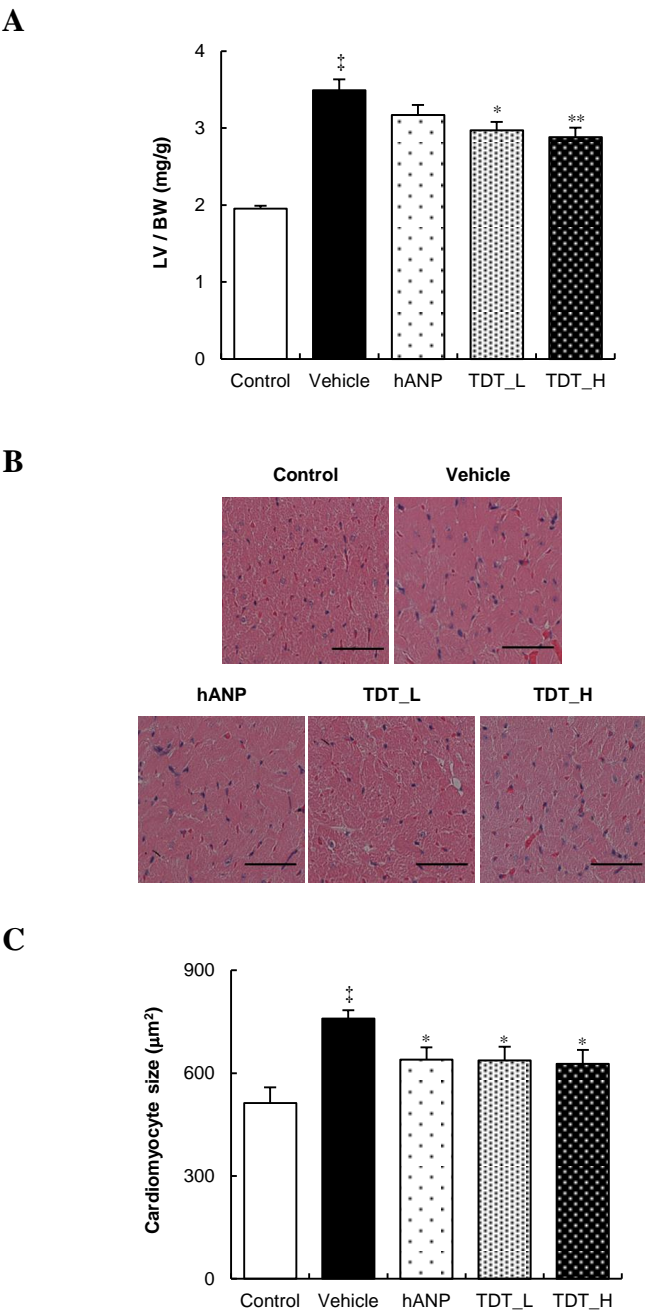 A
4
3
2
1
0
LV / BW (mg/g)
‡
*
**
Control Vehicle hANP TDT_L TDT_H
B
Control Vehicle
hANP TDT_L TDT_H
C
900
600
300
0
Cardiomyocyte size (μm²)
‡
* * *
Control Vehicle hANP TDT_L TDT_H